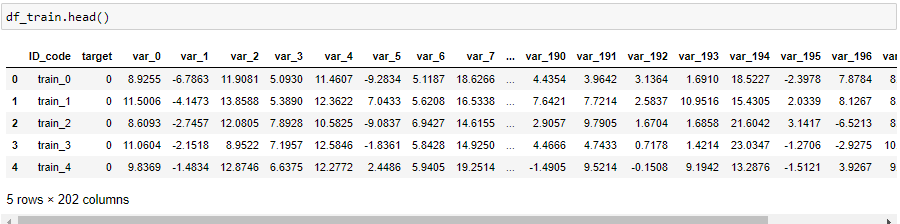 df_train.head()
ID_code target var_0 var_1 var_2 var_3 var_4 var_5 var_6 var_7 ... var_190 var_191 var_192 var_193 var_194 var_195 var_196
0 train_0 0 8.9255 -6.7863 11.9081 5.0930 11.4607 -9.2834 5.1187 18.6266 ... 4.4354 3.9642 3.1364 1.6910 18.5227 -2.3978 7.8784 8.
1 train_1 0 11.5006 -4.1473 13.8588 5.3890 12.3622 7.0433 5.6208 16.5338 ... 7.6421 7.7214 2.5837 10.9516 15.4305 2.0339 8.1267 8.
2 train_2 0 8.6093 -2.7457 12.0805 7.8928 10.5825 -9.0837 6.9427 14.6155 ... 2.9057 9.7905 1.6704 1.6858 21.6042 3.1417 -6.5213 8.
3 train_3 0 11.0604 -2.1518 8.9522 7.1957 12.5846 -1.8361 5.8428 14.9250 ... 4.4666 4.7433 0.7178 1.4214 23.0347 -1.2706 -2.9275 10
4 train_4 0 9.8369 -1.4834 12.8746 6.6375 12.2772 2.4486 5.9405 19.2514 ... -1.4905 9.5214 -0.1508 9.1942 13.2876 -1.5121 3.9267 9.
5 rows × 202 columns